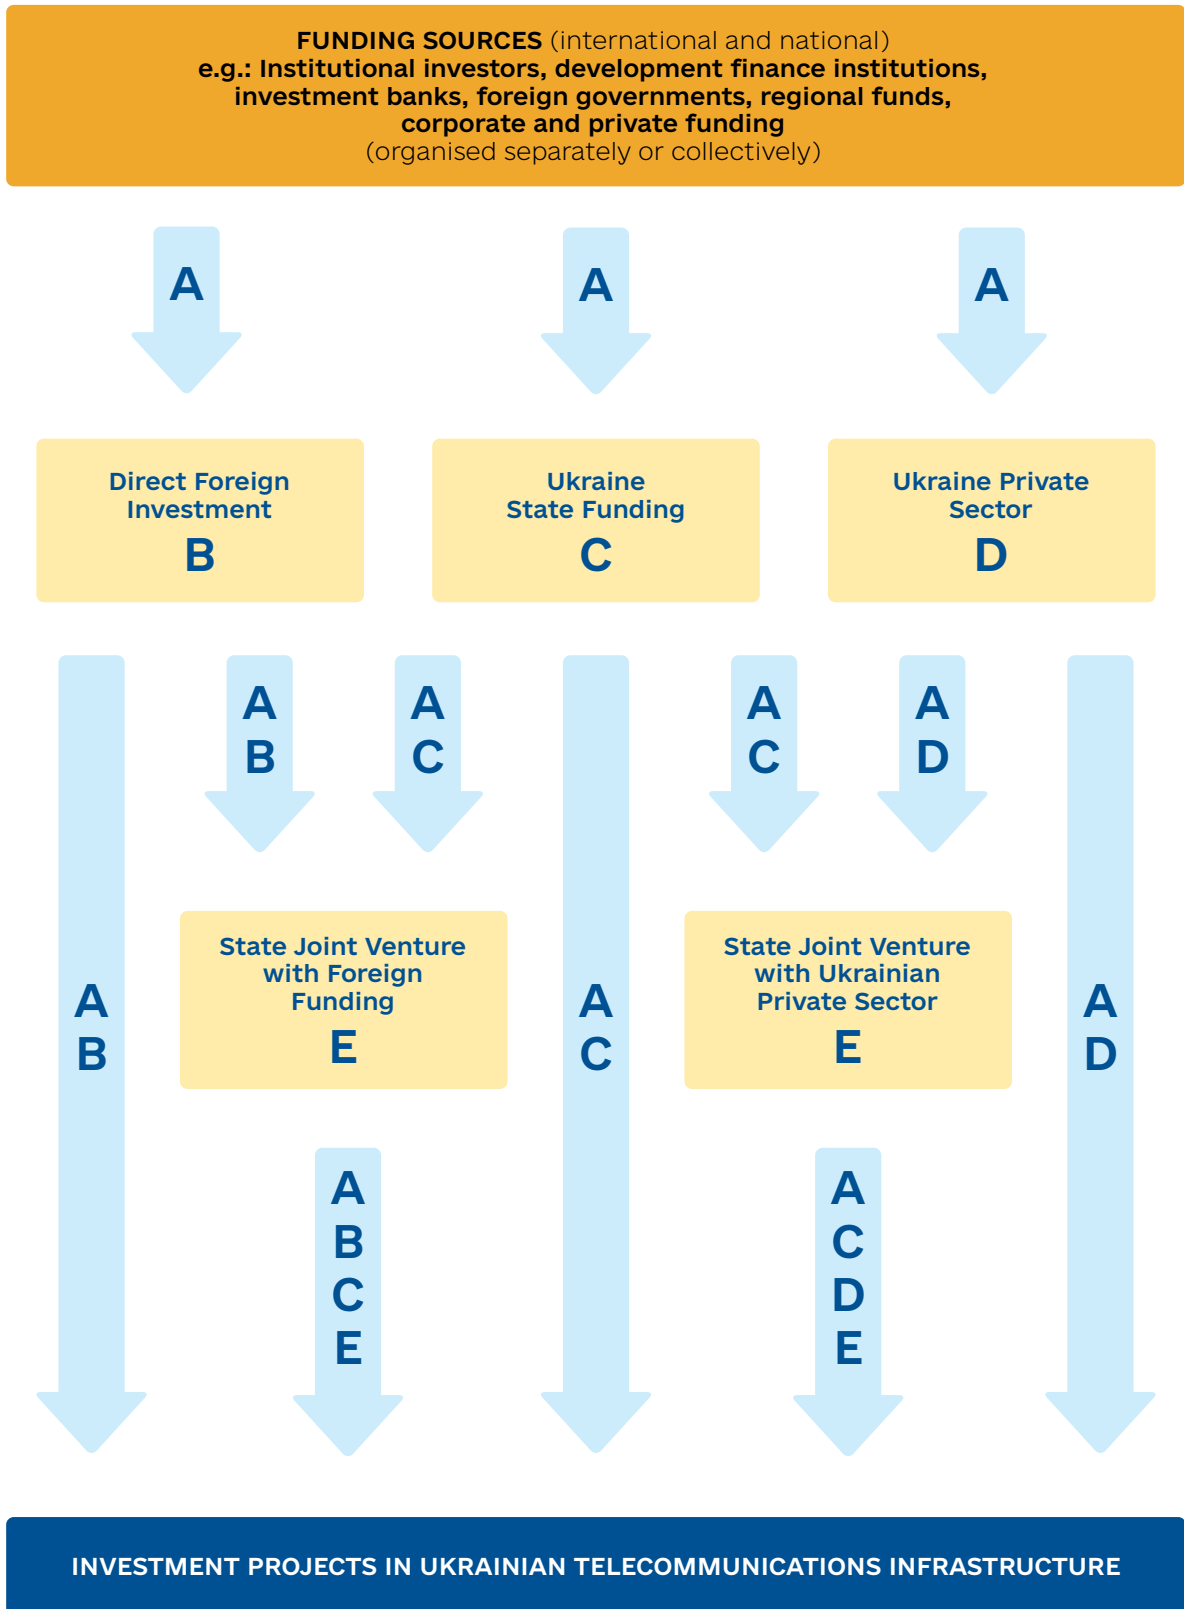 FUNDING SOURCES (international and national)
e.g.: Institutional investors, development finance institutions,
investment banks, foreign governments, regional funds,
corporate and private funding
(organised separately or collectively)
A
A
A
Direct Foreign
Investment
B
Ukraine
State Funding
C
Ukraine Private
Sector
D
A
B
A
C
A
C
A
D
State Joint Venture
with Foreign
Funding
E
State Joint Venture
with Ukrainian
Private Sector
E
A
B
A
C
A
D
A
B
C
E
A
C
D
E
INVESTMENT PROJECTS IN UKRAINIAN TELECOMMUNICATIONS INFRASTRUCTURE